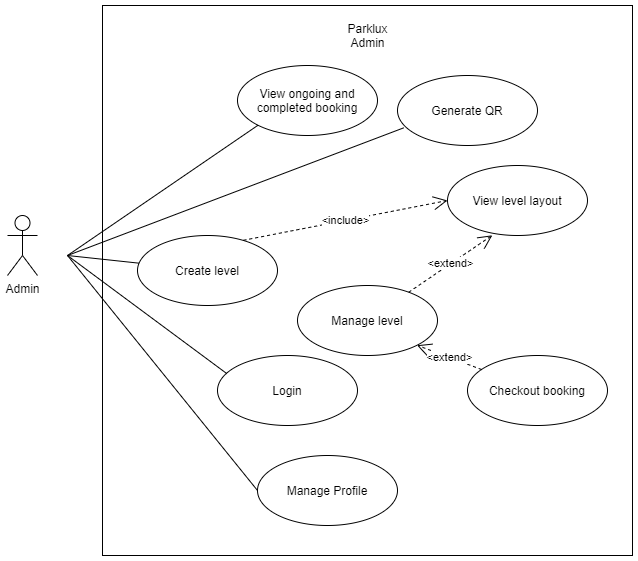 Parklux
Admin
View ongoing and
completed booking
Generate QR
View level layout
<include>
Create level
<extend>
Admin
Manage level
<extend>
Login
Checkout booking
Manage Profile